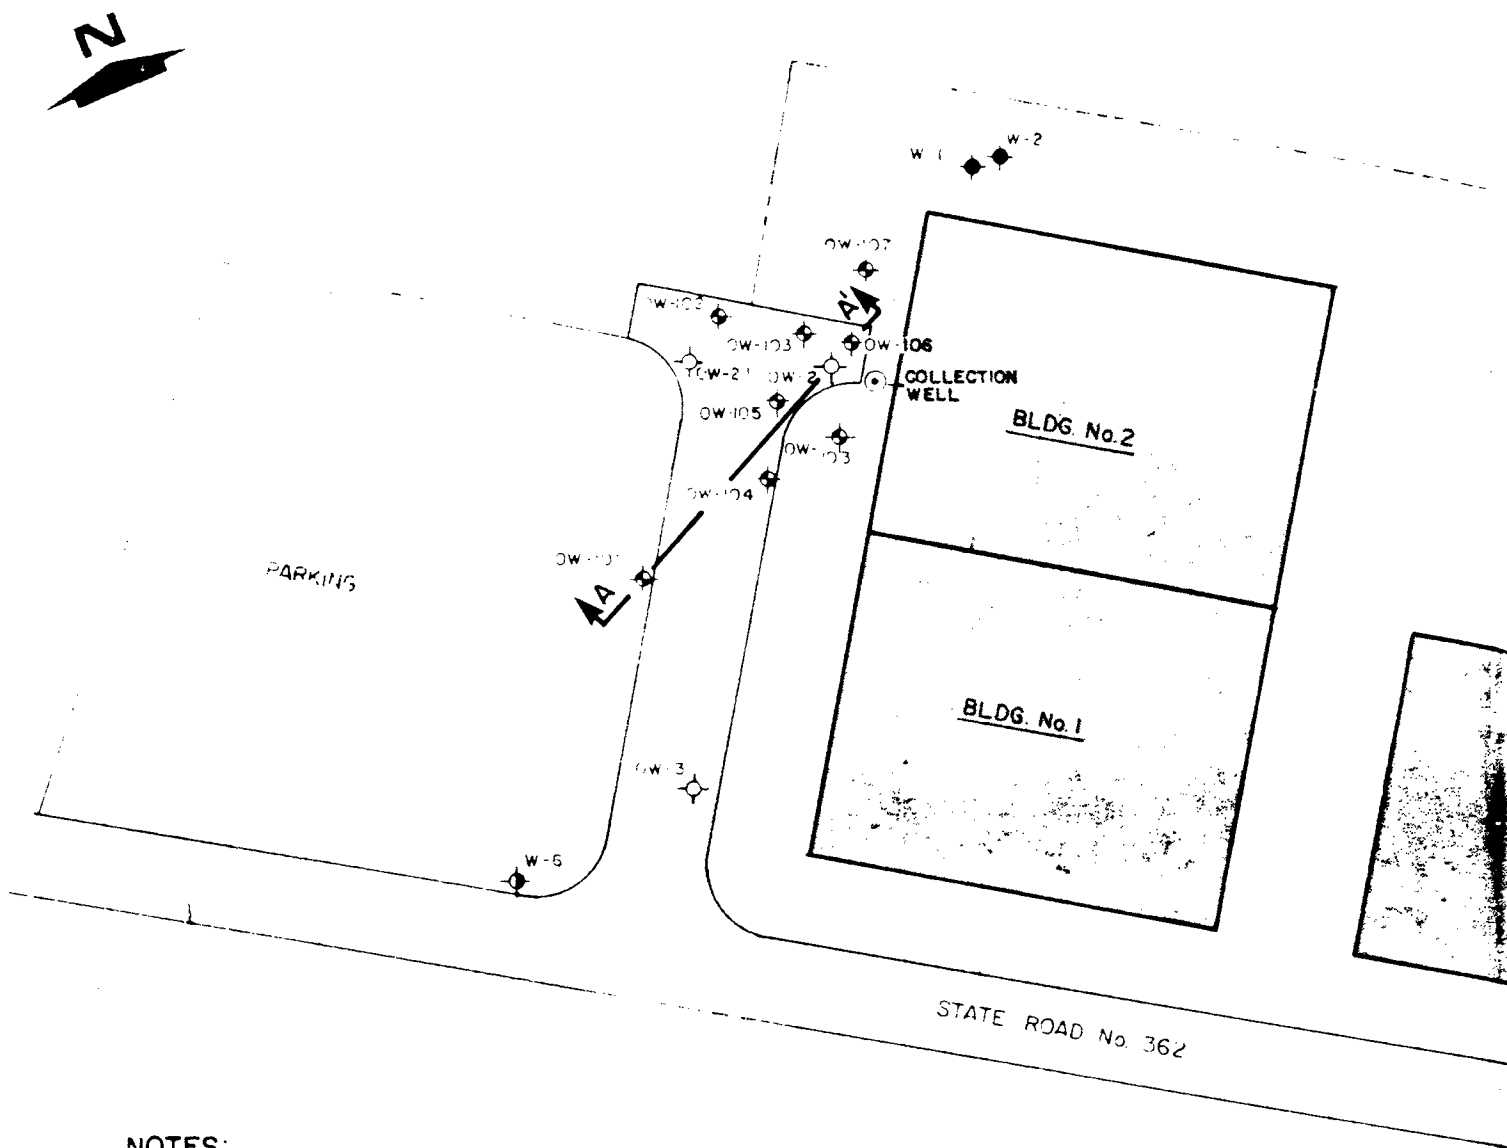 N
W-2
W-1
OW-107
A'
OW-103
OW-106
OW-2
COLLECTION
WELL
OW-105
BLDG. No. 2
OW-103
OW-104
A
PARKING
BLDG. No. 1
OW-3
W-6
STATE ROAD No. 362
NOTES: